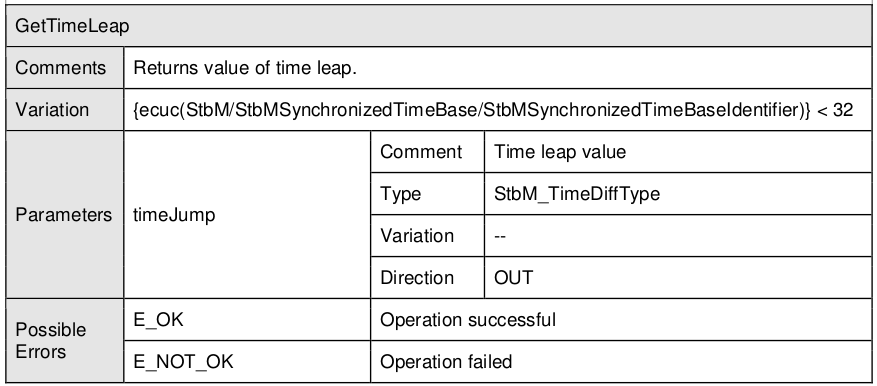 GetTimeLeap
Comments Returns value of time leap.
Variation {ecuc(StbM/StbMSynchronizedTimeBase/StbMSynchronizedTimeBaseIdentifier)} < 32
Parameters timeJump
Comment Time leap value
Type StbM_TimeDiffType
Variation --
Direction OUT
Possible
Errors
E_OK Operation successful
E_NOT_OK Operation failed